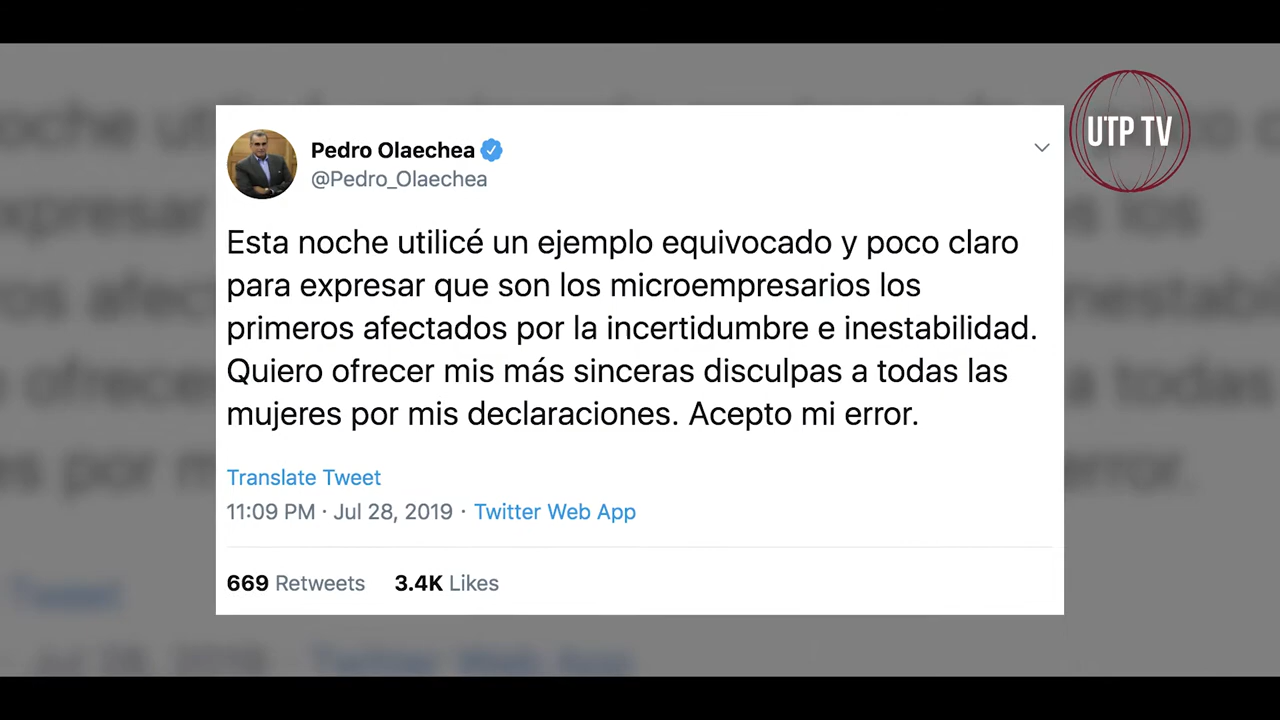 UTP TV
Pedro Olaechea
@Pedro_Olaechea
Esta noche utilicé un ejemplo equivocado y poco claro
para expresar que son los microempresarios los
primeros afectados por la incertidumbre e inestabilidad.
Quiero ofrecer mis más sinceras disculpas a todas las
mujeres por mis declaraciones. Acepto mi error.
Translate Tweet
11:09 PM · Jul 28, 2019 · Twitter Web App
669 Retweets 3.4K Likes